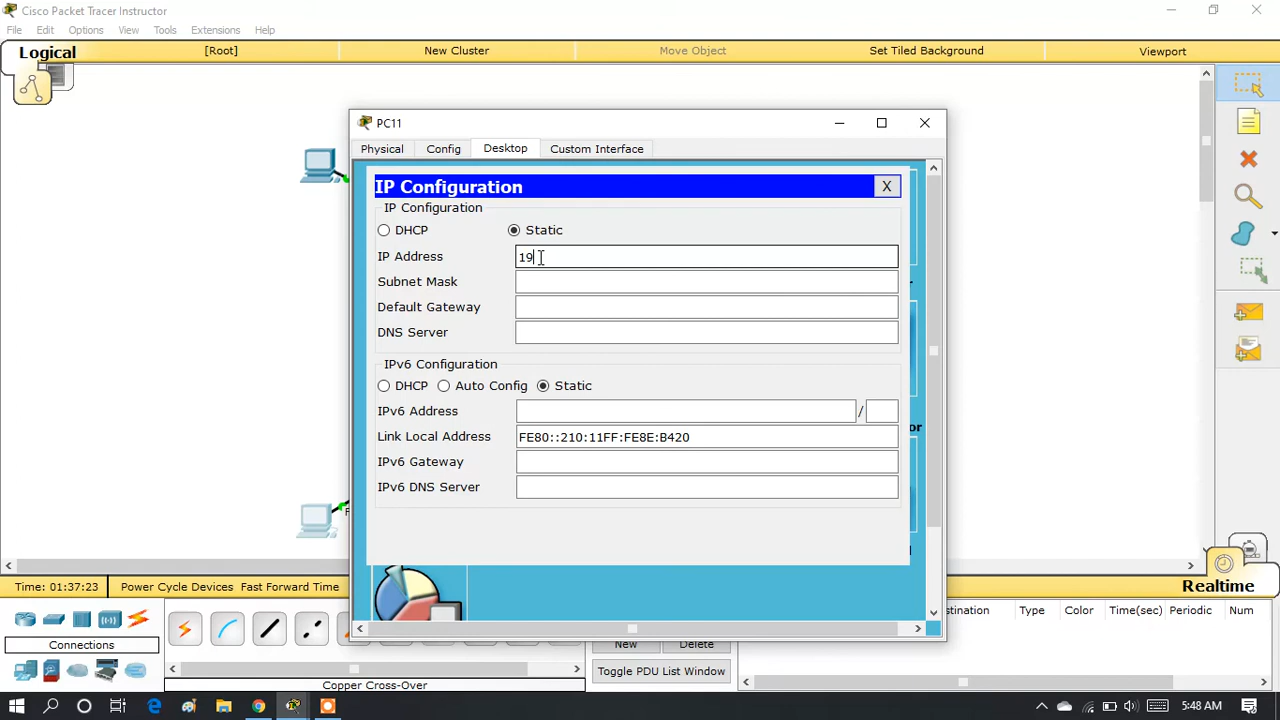 Cisco Packet Tracer Instructor
File Edit Options View Tools Extensions Help
Logical [Root] New Cluster Move Object Set Tiled Background Viewport
PC11
Physical Config Desktop Custom Interface
IP Configuration X
IP Configuration
DHCP Static
IP Address 19
Subnet Mask
Default Gateway
DNS Server
IPv6 Configuration
DHCP Auto Config Static
IPv6 Address /
Link Local Address FE80::210:11FF:FE8E:B420
IPv6 Gateway
IPv6 DNS Server
Time: 01:37:23 Power Cycle Devices Fast Forward Time Realtime
Type Color Time(sec) Periodic Num
Connections
New Delete
Toggle PDU List Window
Copper Cross-Over
5:48 AM